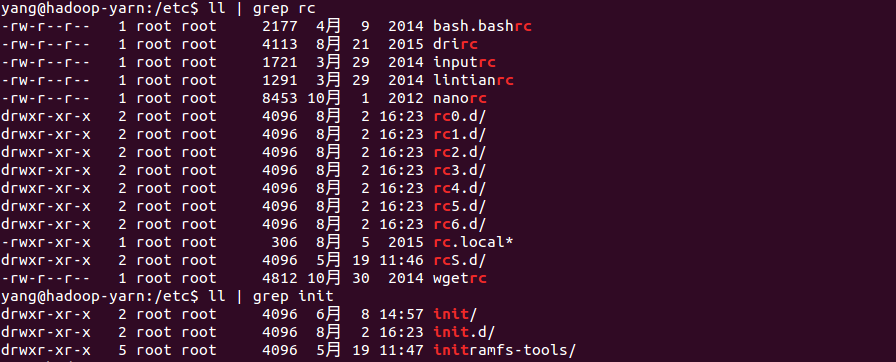 yang@hadoop-yarn:/etc$ ll | grep rc
-rw-r--r--   1 root root     2177  4月  9  2014 bash.bashrc
-rw-r--r--   1 root root     4113  8月 21  2015 drirc
-rw-r--r--   1 root root     1721  3月 29  2014 inputrc
-rw-r--r--   1 root root     1291  3月 29  2014 lintianrc
-rw-r--r--   1 root root     8453 10月  1  2012 nanorc
drwxr-xr-x   2 root root     4096  8月  2 16:23 rc0.d/
drwxr-xr-x   2 root root     4096  8月  2 16:23 rc1.d/
drwxr-xr-x   2 root root     4096  8月  2 16:23 rc2.d/
drwxr-xr-x   2 root root     4096  8月  2 16:23 rc3.d/
drwxr-xr-x   2 root root     4096  8月  2 16:23 rc4.d/
drwxr-xr-x   2 root root     4096  8月  2 16:23 rc5.d/
drwxr-xr-x   2 root root     4096  8月  2 16:23 rc6.d/
-rwxr-xr-x   1 root root      306  8月  5  2015 rc.local*
drwxr-xr-x   2 root root     4096  5月 19 11:46 rcS.d/
-rw-r--r--   1 root root     4812 10月 30  2014 wgetrc
yang@hadoop-yarn:/etc$ ll | grep init
drwxr-xr-x   2 root root     4096  6月  8 14:57 init/
drwxr-xr-x   2 root root     4096  8月  2 16:23 init.d/
drwxr-xr-x   5 root root     4096  5月 19 11:47 initramfs-tools/